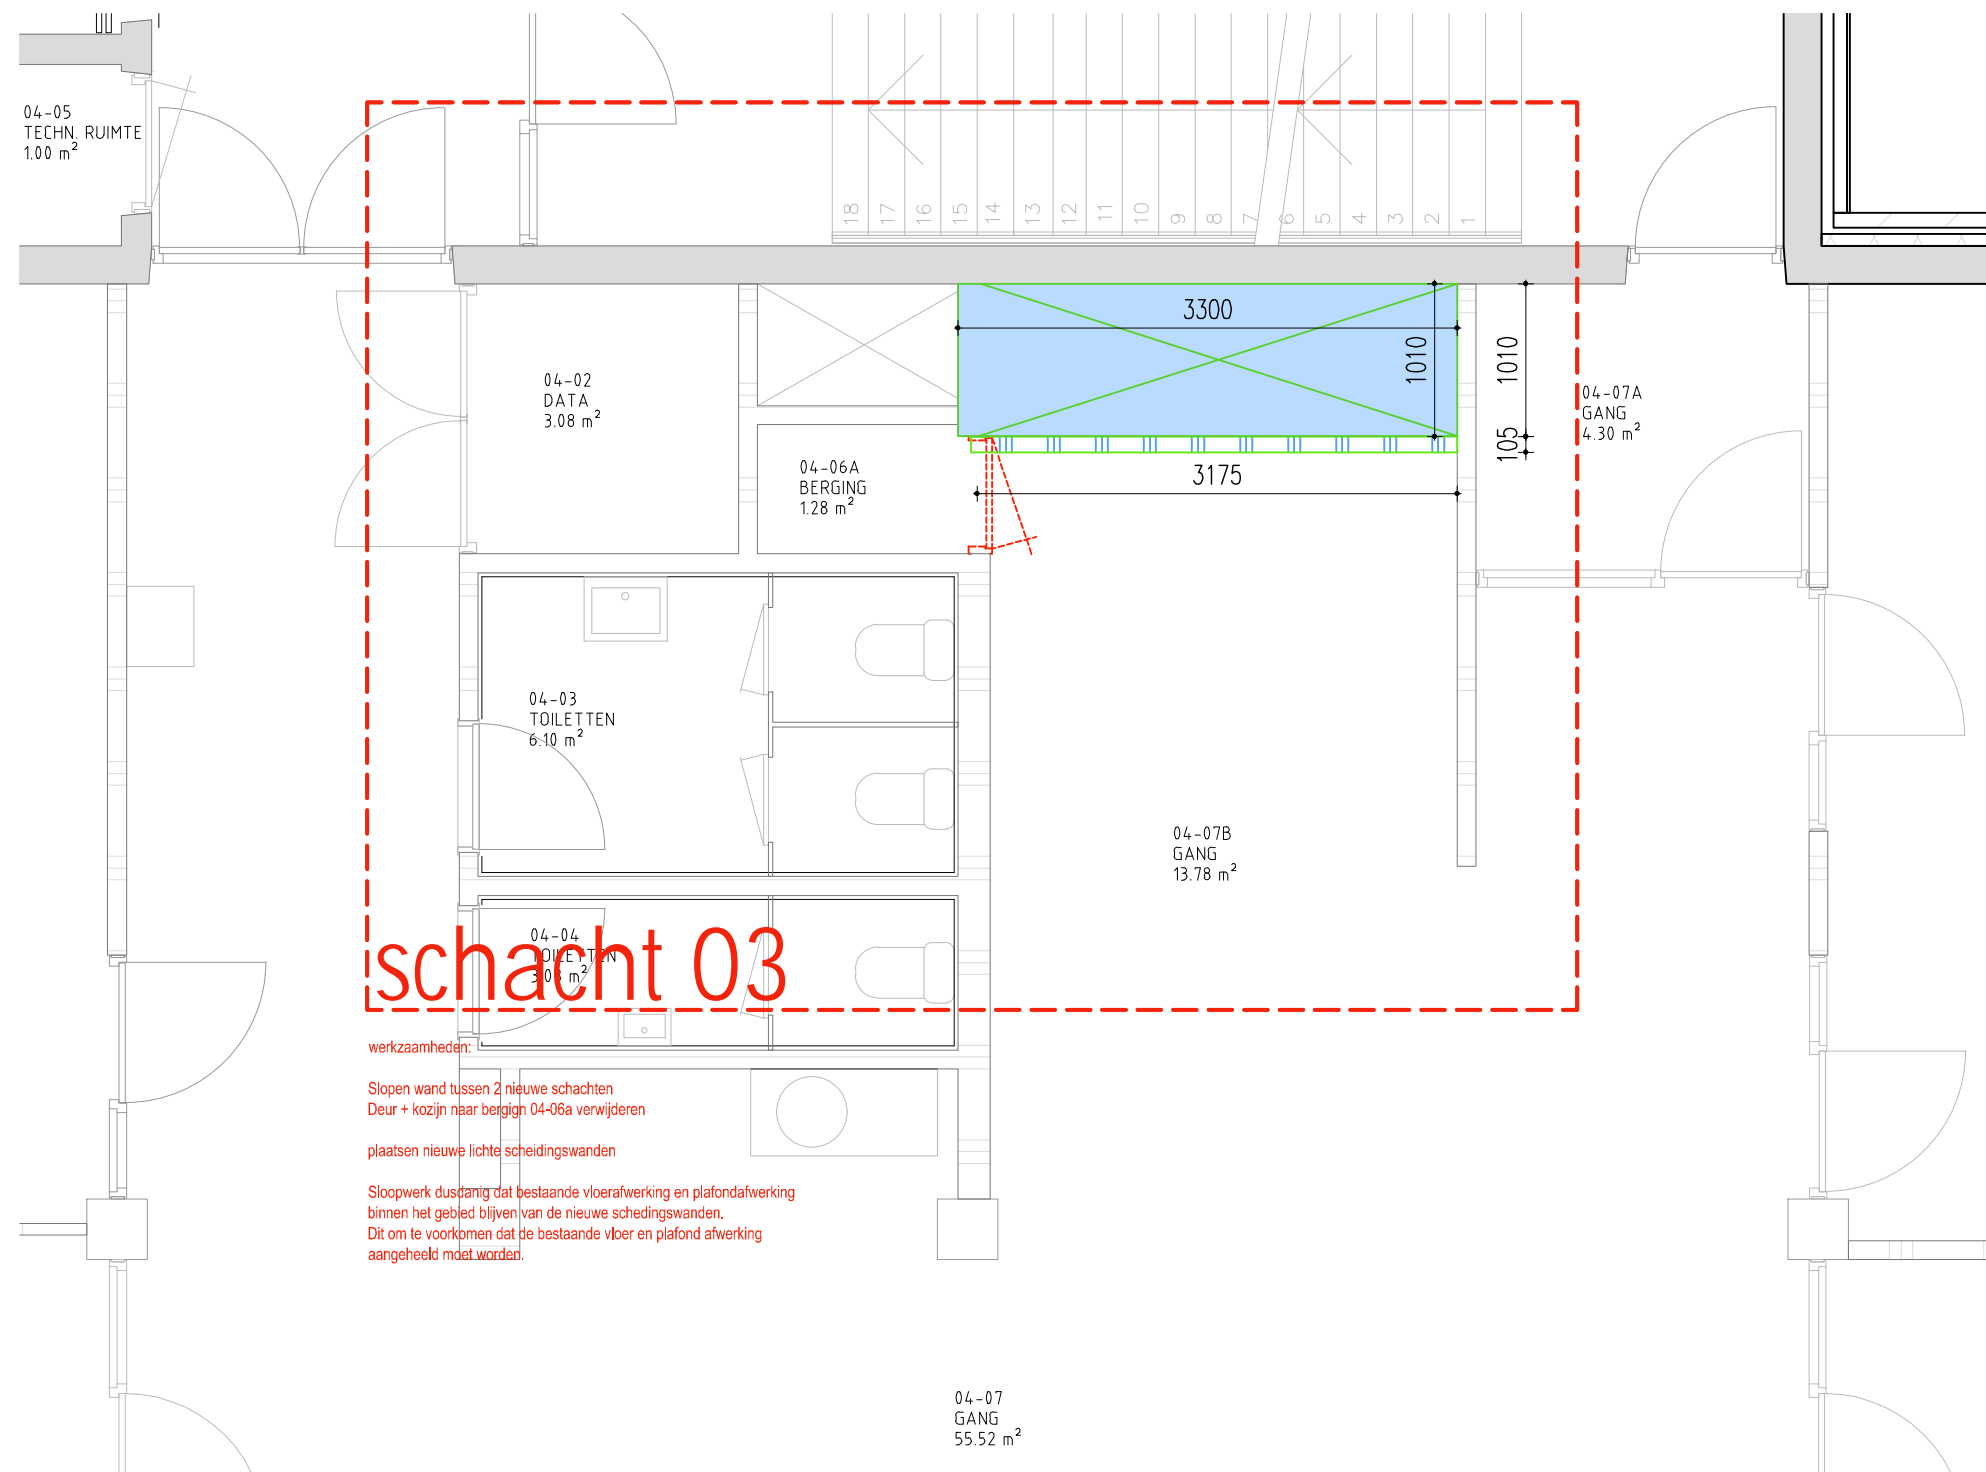 04-05
TECHN. RUIMTE
1.00 m²
18 17 16 15 14 13 12 11 10 9 8 7 6 5 4 3 2 1
3300
1010
1010
105
3175
04-02
DATA
3.08 m²
04-06A
BERGING
1.28 m²
04-07A
GANG
4.30 m²
04-03
TOILETTEN
6.10 m²
04-07B
GANG
13.78 m²
04-04
TOILETTEN
3.08 m²
schacht 03
werkzaamheden:
Slopen wand tussen 2 nieuwe schachten
Deur + kozijn naar bergign 04-06a verwijderen
plaatsen nieuwe lichte scheidingswanden
Sloopwerk dusdanig dat bestaande vloerafwerking en plafondafwerking
binnen het gebied blijven van de nieuwe schedingswanden.
Dit om te voorkomen dat de bestaande vloer en plafond afwerking
aangeheeld moet worden.
04-07
GANG
55.52 m²